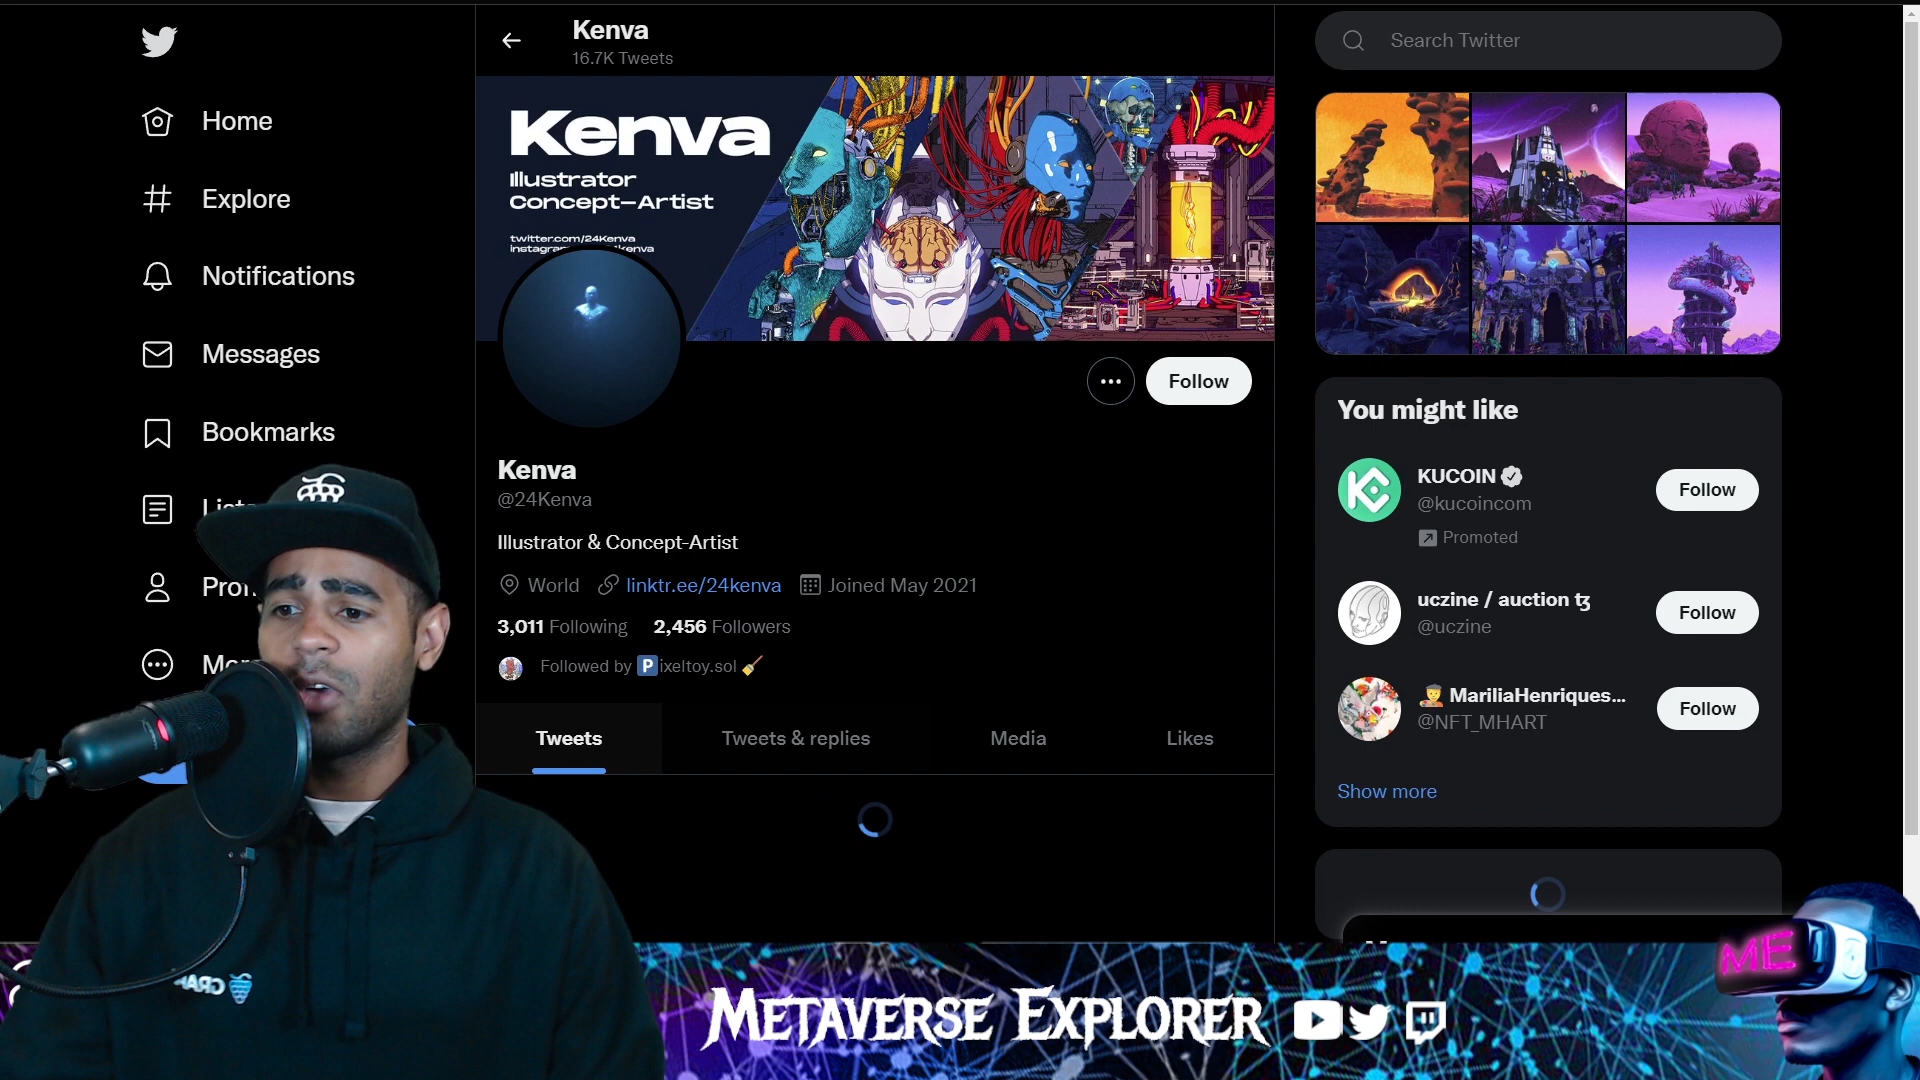 Kenva
16.7K Tweets
Search Twitter
Home
Explore
Notifications
Messages
Bookmarks
Kenva
Illustrator
Concept-Artist
twitter.com/24Kenva
Follow
Kenva
@24Kenva
Illustrator & Concept-Artist
World linktr.ee/24kenva Joined May 2021
3,011 Following 2,456 Followers
Followed by 🅿ixeltoy.sol 🧹
Tweets Tweets & replies Media Likes
You might like
KUCOIN
@kucoincom
Promoted
Follow
uczine / auction ꜩ
@uczine
Follow
MariliaHenriques...
@NFT_MHART
Follow
Show more
ME
METAVERSE EXPLORER